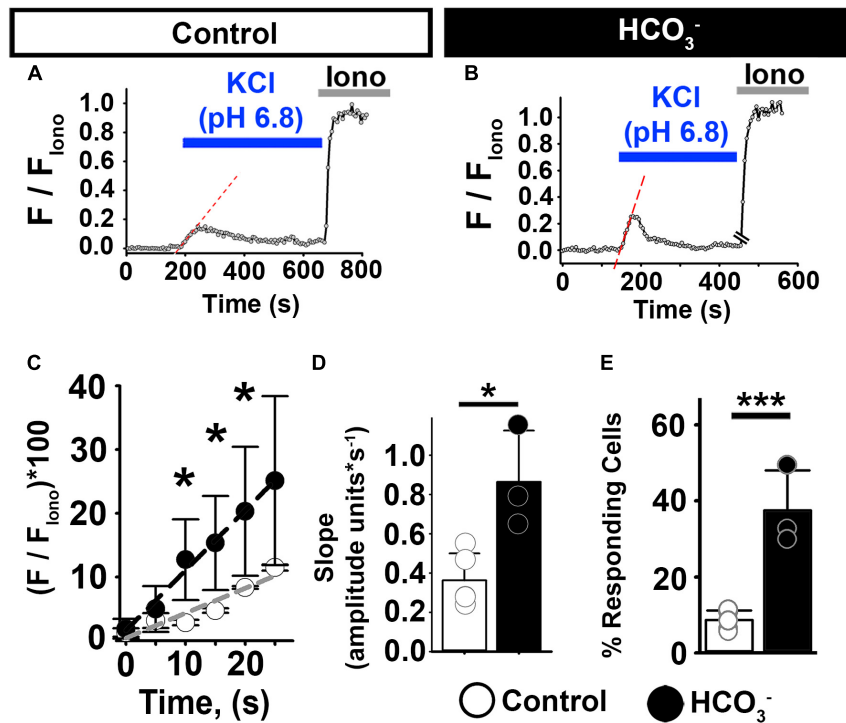 Control
HCO₃⁻
A
KCl
(pH 6.8)
Iono
F / F_Iono
1.0
0.8
0.6
0.4
0.2
0.0
0 200 400 600 800
Time (s)
B
KCl
(pH 6.8)
Iono
F / F_Iono
1.0
0.8
0.6
0.4
0.2
0.0
0 200 400 600
Time (s)
C
(F / F_Iono)*100
40
30
20
10
0
* * *
0 10 20
Time, (s)
D
Slope
(amplitude units*s⁻¹)
1.0
0.8
0.6
0.4
0.2
0.0
*
E
% Responding Cells
60
40
20
0
***
Control HCO₃⁻